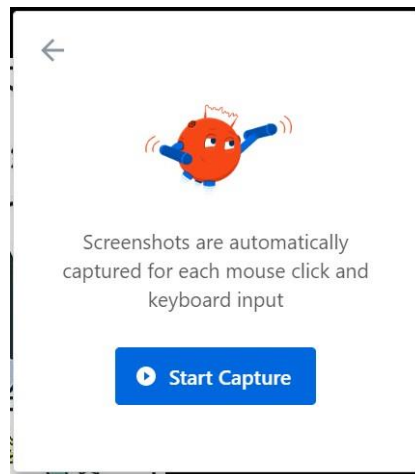 Screenshots are automatically
captured for each mouse click and
keyboard input
Start Capture